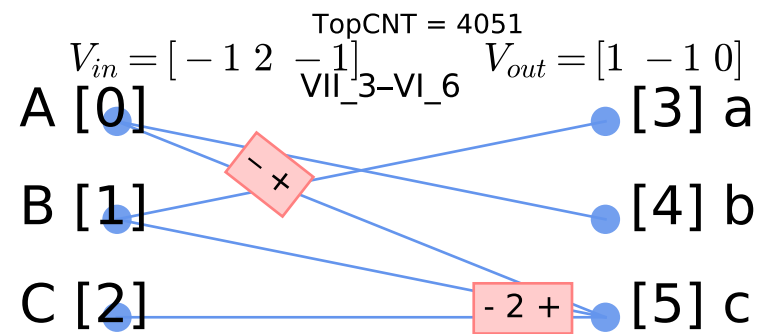 TopCNT = 4051
V_in = [ − 1 2 − 1] V_out = [1 − 1 0]
VII_3–VI_6
A [0] [3] a
– +
B [1] [4] b
C [2] - 2 + [5] c